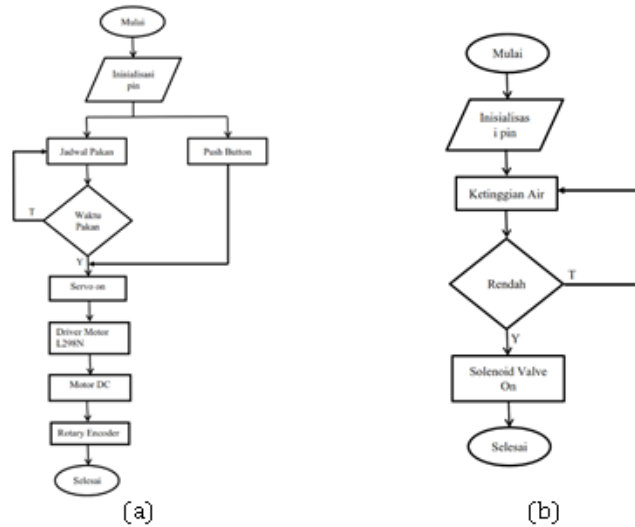 Mulai
Inisialisasi
pin
Jadwal Pakan
Push Button
Waktu
Pakan
T
Y
Servo on
Driver Motor
L298N
Motor DC
Rotary Encoder
Selesai
(a)
Mulai
Inisialisas
i pin
Ketinggian Air
Rendah
T
Y
Solenoid Valve
On
Selesai
(b)